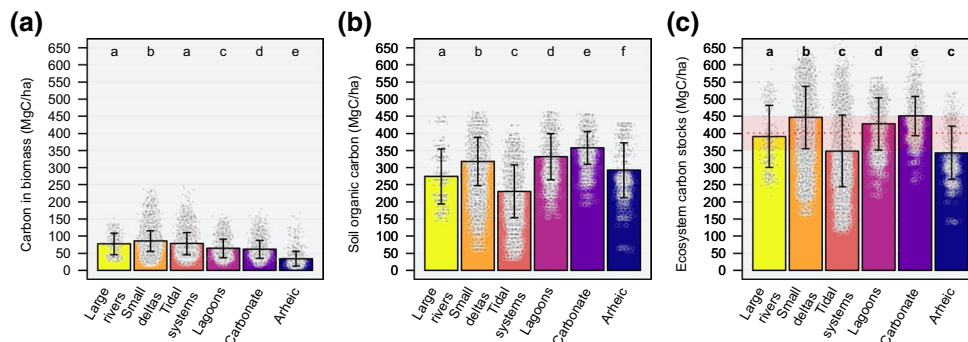 (a)
Carbon in biomass (MgC/ha)
650
600
550
500
450
400
350
300
250
200
150
100
50
0
a b a c d e
Large rivers
Small deltas
Tidal systems
Lagoons
Carbonate
Arheic
(b)
Soil organic carbon (MgC/ha)
650
600
550
500
450
400
350
300
250
200
150
100
50
0
a b c d e f
Large rivers
Small deltas
Tidal systems
Lagoons
Carbonate
Arheic
(c)
Ecosystem carbon stocks (MgC/ha)
650
600
550
500
450
400
350
300
250
200
150
100
50
0
a b c d e c
Large rivers
Small deltas
Tidal systems
Lagoons
Carbonate
Arheic